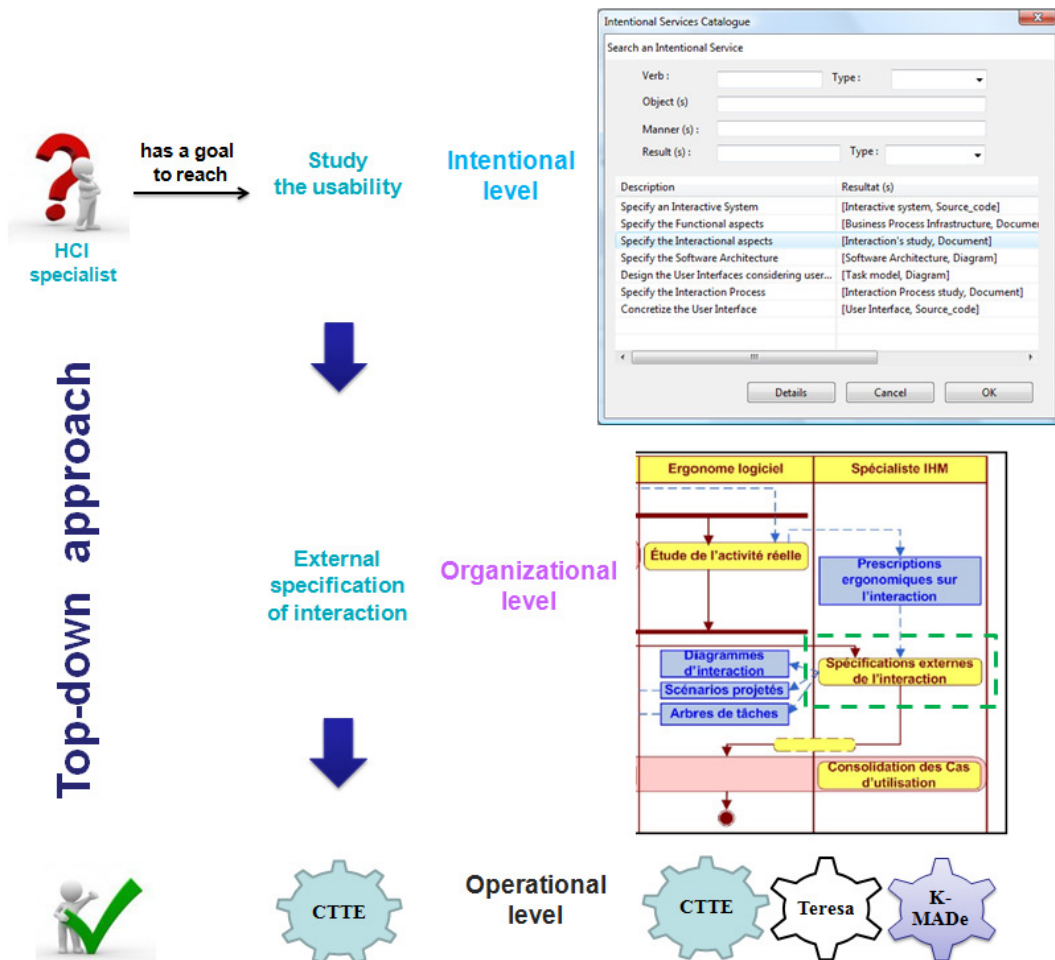 Intentional Services Catalogue
Search an Intentional Service
Verb :
Type :
Object (s)
Manner (s) :
Result (s) :
Type :
Description
Resultat (s)
Specify an Interactive System
[Interactive system, Source_code]
Specify the Functional aspects
[Business Process Infrastructure, Documer
Specify the Interactional aspects
[Interaction's study, Document]
Specify the Software Architecture
[Software Architecture, Diagram]
Design the User Interfaces considering user...
[Task model, Diagram]
Specify the Interaction Process
[Interaction Process study, Document]
Concretize the User Interface
[User Interface, Source_code]
Details
Cancel
OK
has a goal
to reach
Study
the usability
Intentional
level
HCI
specialist
Top-down approach
External
specification
of interaction
Organizational
level
Ergonome logiciel
Spécialiste IHM
Étude de l'activité réelle
Prescriptions
ergonomiques sur
l'interaction
Diagrammes
d'interaction
Scénarios projetés
Arbres de tâches
Spécifications externes
de l'interaction
Consolidation des Cas
d'utilisation
CTTE
Operational
level
CTTE
Teresa
K-
MADe